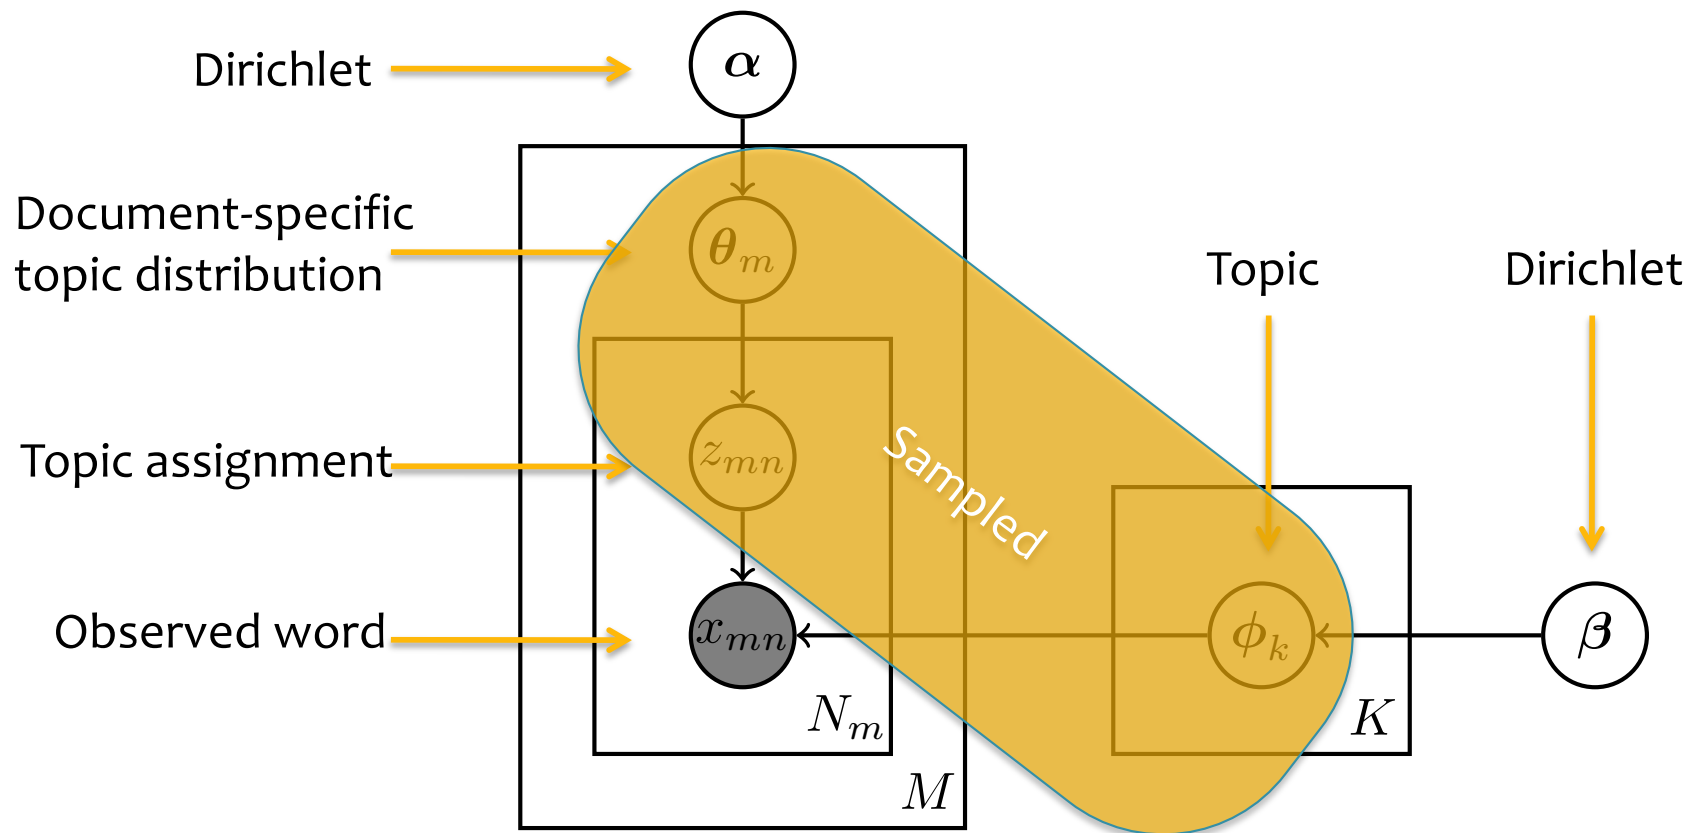 Dirichlet
α
Document-specific
topic distribution
θm
Topic
Dirichlet
Topic assignment
zmn
Sampled
Observed word
xmn
ϕk
β
Nm
K
M